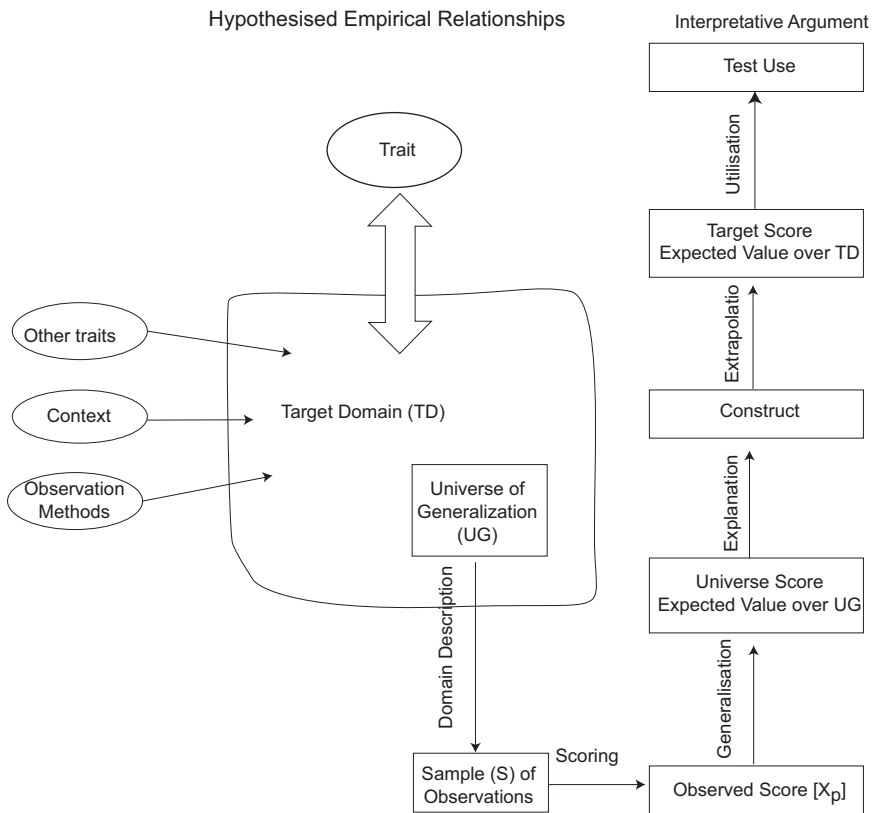 Hypothesised Empirical Relationships
Interpretative Argument
Test Use
Trait
Utilisation
Target Score
Expected Value over TD
Other traits
Extrapolatio
Context
Target Domain (TD)
Construct
Observation
Methods
Universe of
Generalization
(UG)
Explanation
Universe Score
Expected Value over UG
Domain Description
Generalisation
Scoring
Sample (S) of
Observations
Observed Score [Xp]